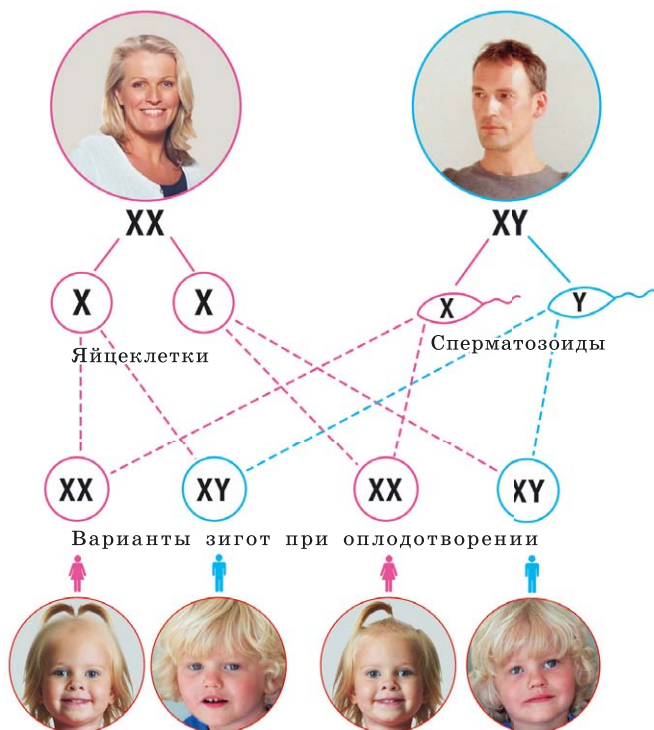 XX XY
X X X Y
Яйцеклетки Сперматозоиды
XX XY XX XY
Варианты зигот при оплодотворении